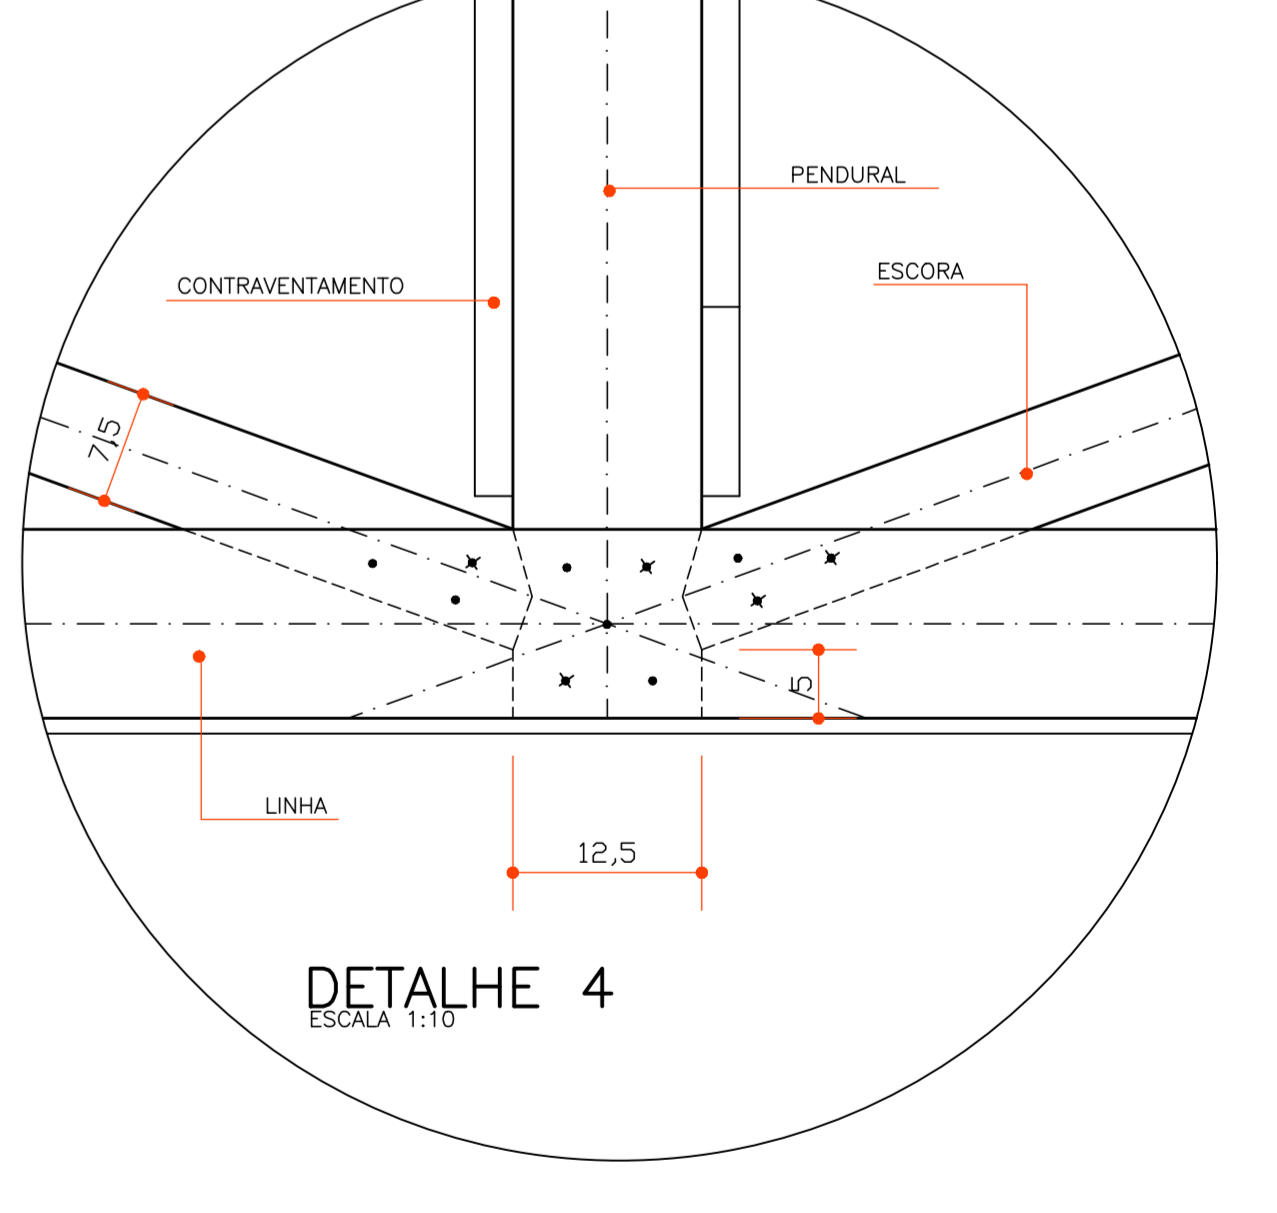 PENDURAL
ESCORA
CONTRAVENTAMENTO
7,5
5
LINHA
12,5
DETALHE 4
ESCALA 1:10